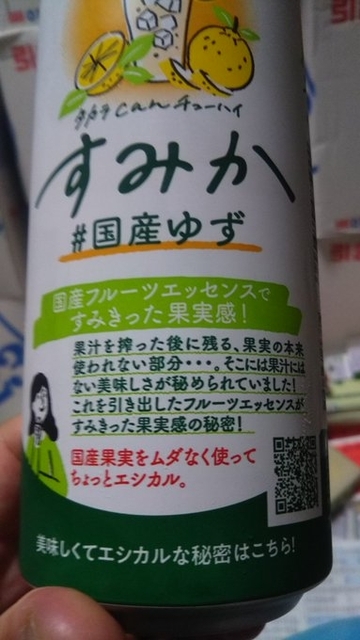 タカラcanチューハイ
すみか
#国産ゆず
国産フルーツエッセンスで
すみきった果実感!
果汁を搾った後に残る、果実の本来
使われない部分・・・。そこには果汁には
ない美味しさが秘められていました!
これを引き出したフルーツエッセンスが
すみきった果実感の秘密!
国産果実をムダなく使って
ちょっとエシカル。
美味しくてエシカルな秘密はこちら!